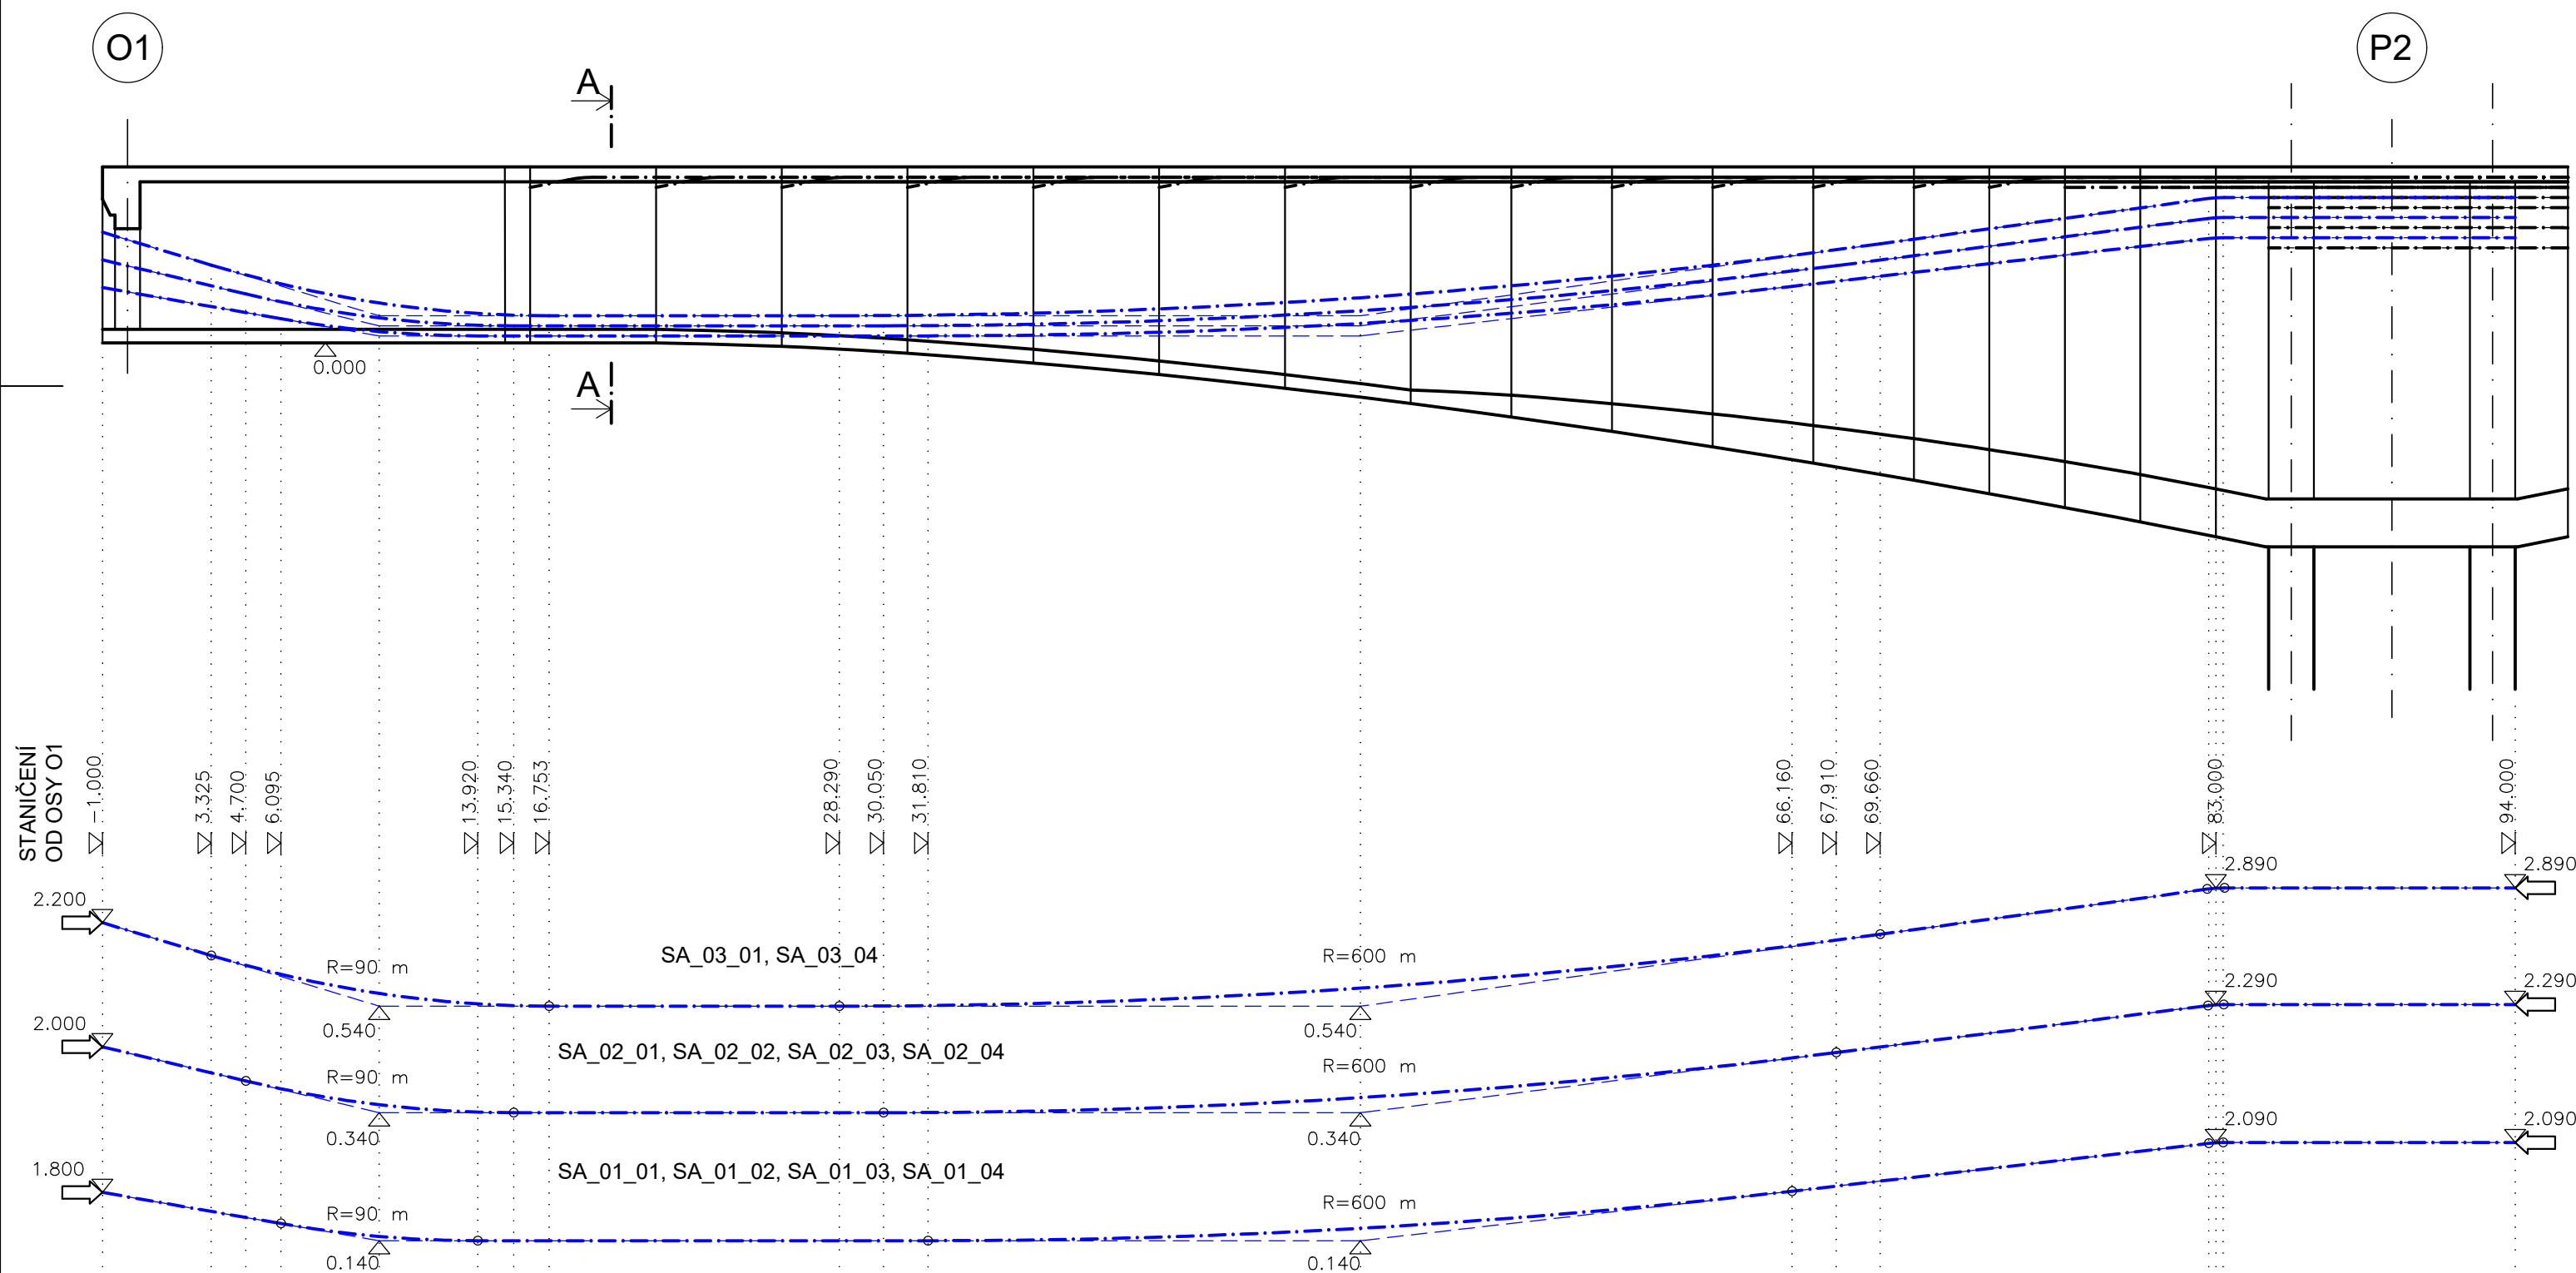 O1
P2
A
A
0.000
STANIČENÍ
OD OSY O1
-1.000
3.325
4.700
6.095
13.920
15.340
16.753
28.290
30.050
31.810
66.160
67.910
69.660
83.000
94.000
2.200
R=90 m
SA_03_01, SA_03_04
R=600 m
2.890
2.890
0.540
0.540
2.000
R=90 m
SA_02_01, SA_02_02, SA_02_03, SA_02_04
R=600 m
2.290
2.290
0.340
0.340
1.800
R=90 m
SA_01_01, SA_01_02, SA_01_03, SA_01_04
R=600 m
2.090
2.090
0.140
0.140